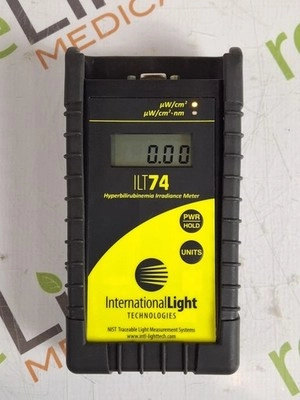 µW/cm²
µW/cm²-nm
0.00
ILT74
Hyperbilirubinemia Irradiance Meter
PWR
HOLD
UNITS
InternationalLight
TECHNOLOGIES
NIST Traceable Light Measurement Systems
www.intl-lighttech.com